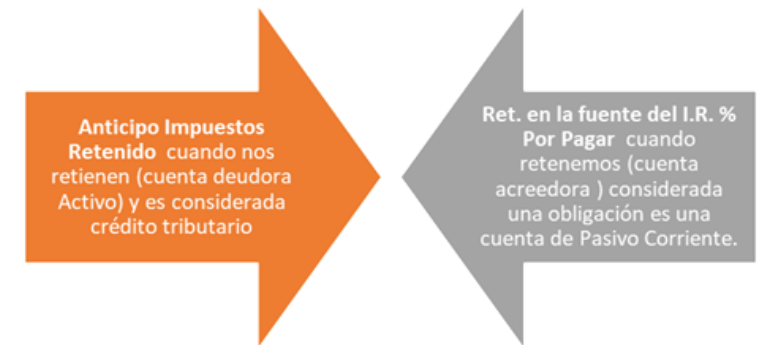 Anticipo Impuestos
Retenido cuando nos
retienen (cuenta deudora
Activo) y es considerada
crédito tributario
Ret. en la fuente del I.R. %
Por Pagar cuando
retenemos (cuenta
acreedora ) considerada
una obligación es una
cuenta de Pasivo Corriente.